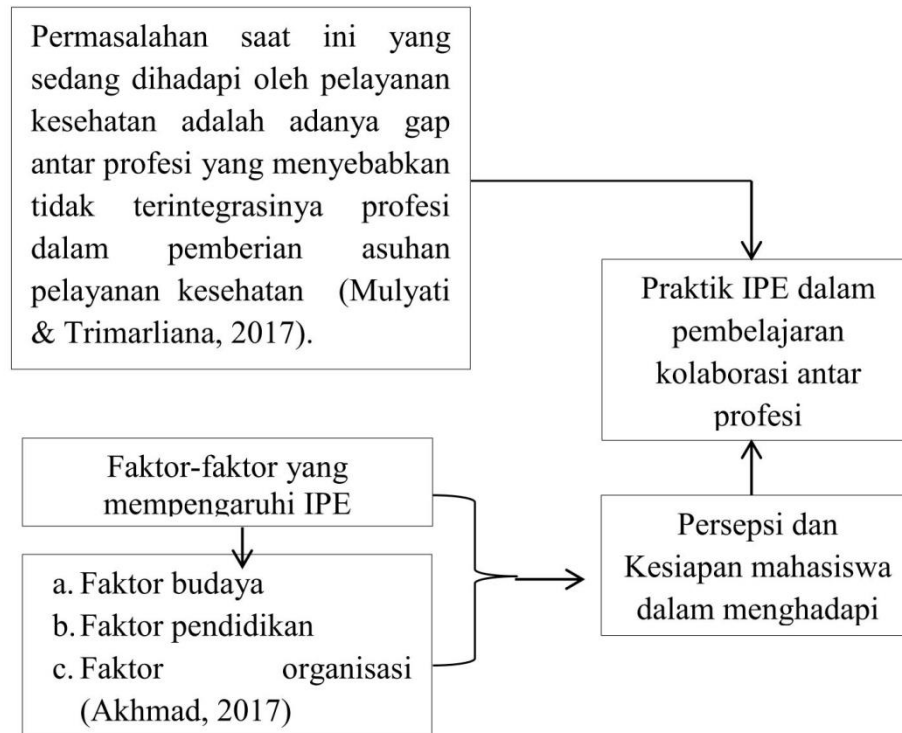 Permasalahan saat ini yang
sedang dihadapi oleh pelayanan
kesehatan adalah adanya gap
antar profesi yang menyebabkan
tidak terintegrasinya profesi
dalam pemberian asuhan
pelayanan kesehatan (Mulyati
& Trimarliana, 2017).
Praktik IPE dalam
pembelajaran
kolaborasi antar
profesi
Faktor-faktor yang
mempengaruhi IPE
a. Faktor budaya
b. Faktor pendidikan
c. Faktor organisasi
(Akhmad, 2017)
Persepsi dan
Kesiapan mahasiswa
dalam menghadapi